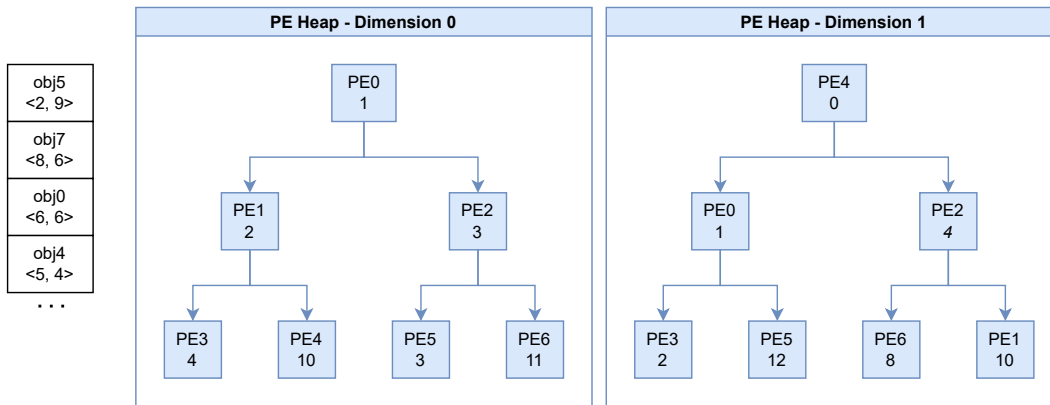 PE Heap - Dimension 0
PE Heap - Dimension 1
obj5
<2, 9>
obj7
<8, 6>
obj0
<6, 6>
obj4
<5, 4>
. . .
PE0
1
PE1
2
PE2
3
PE3
4
PE4
10
PE5
3
PE6
11
PE4
0
PE0
1
PE2
4
PE3
2
PE5
12
PE6
8
PE1
10